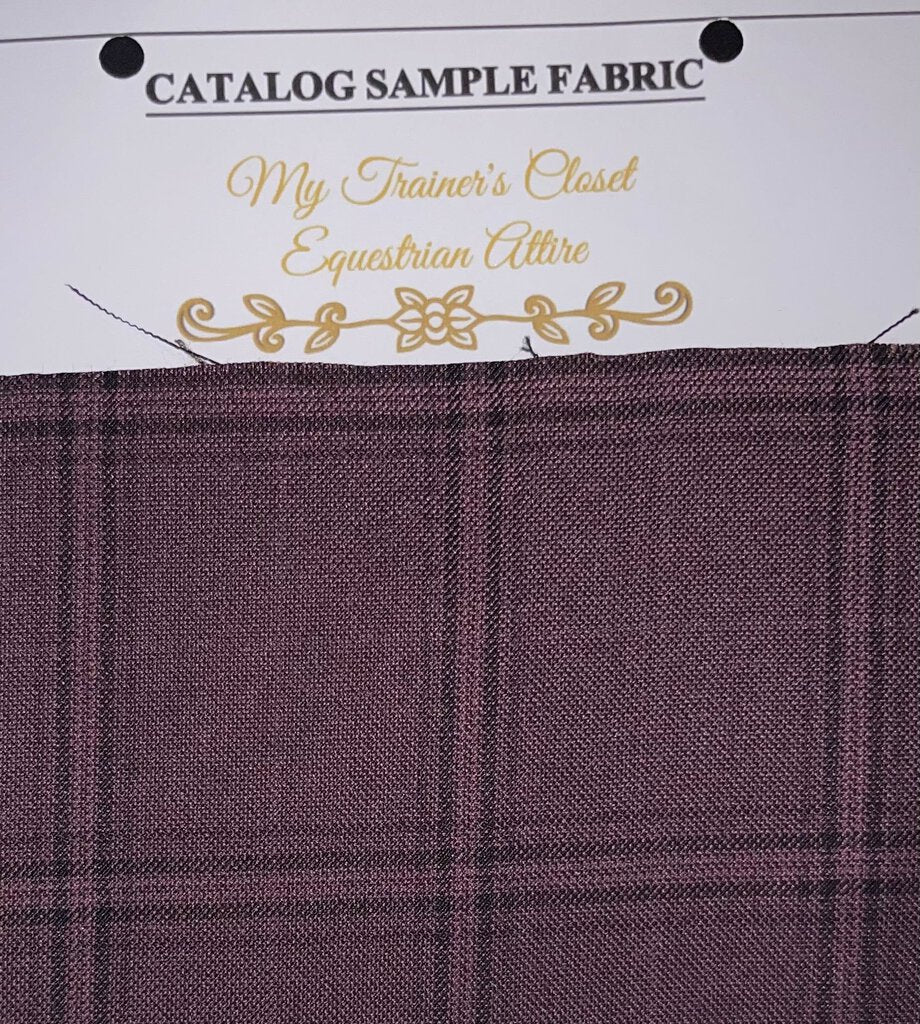 CATALOG SAMPLE FABRIC
My Trainer's Closet
Equestrian Attire